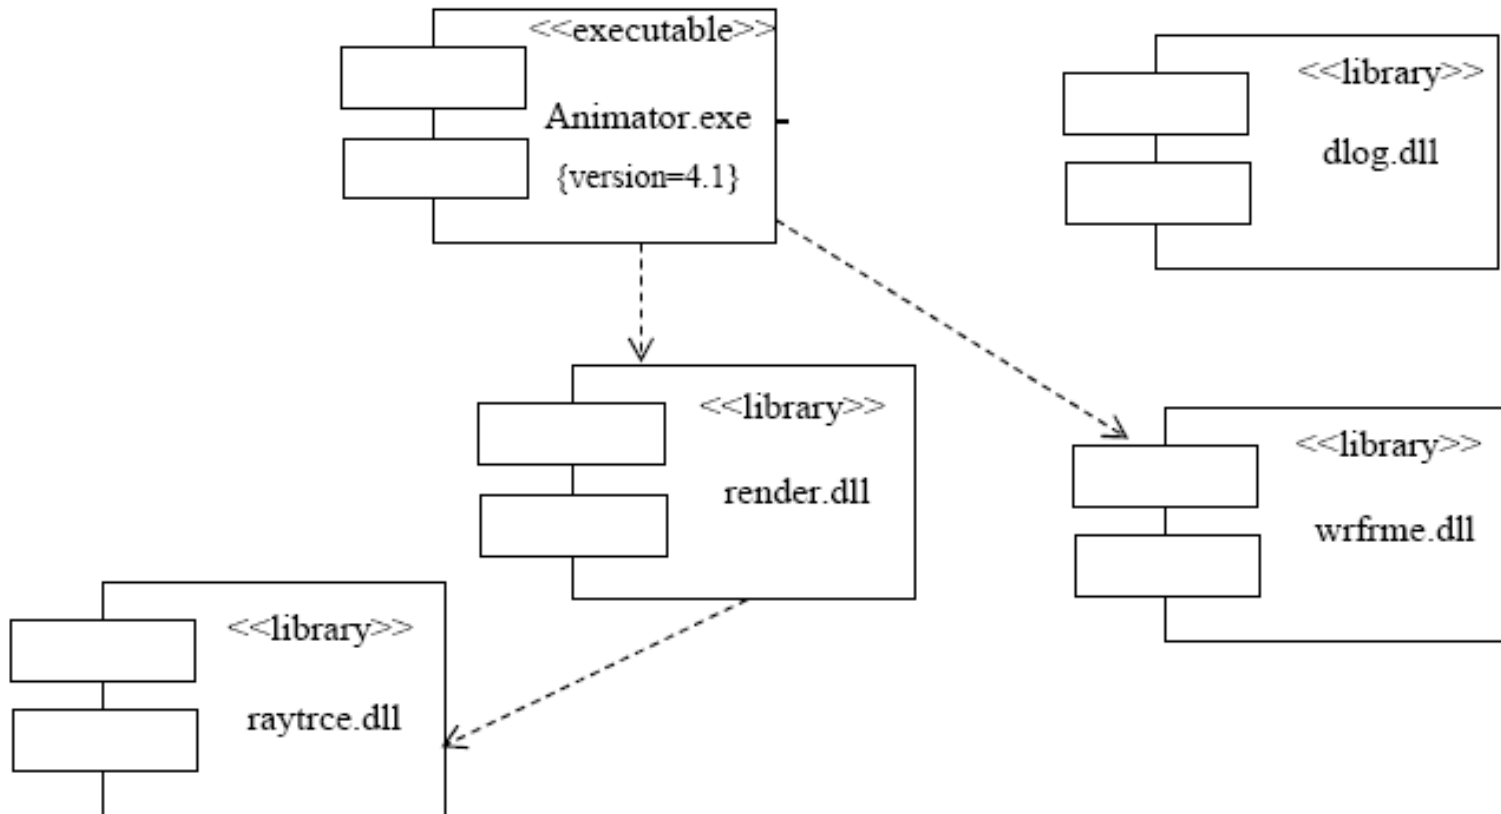 <<executable>>
Animator.exe
{version=4.1}
<<library>>
dlog.dll
<<library>>
render.dll
<<library>>
wrfrme.dll
<<library>>
raytrce.dll